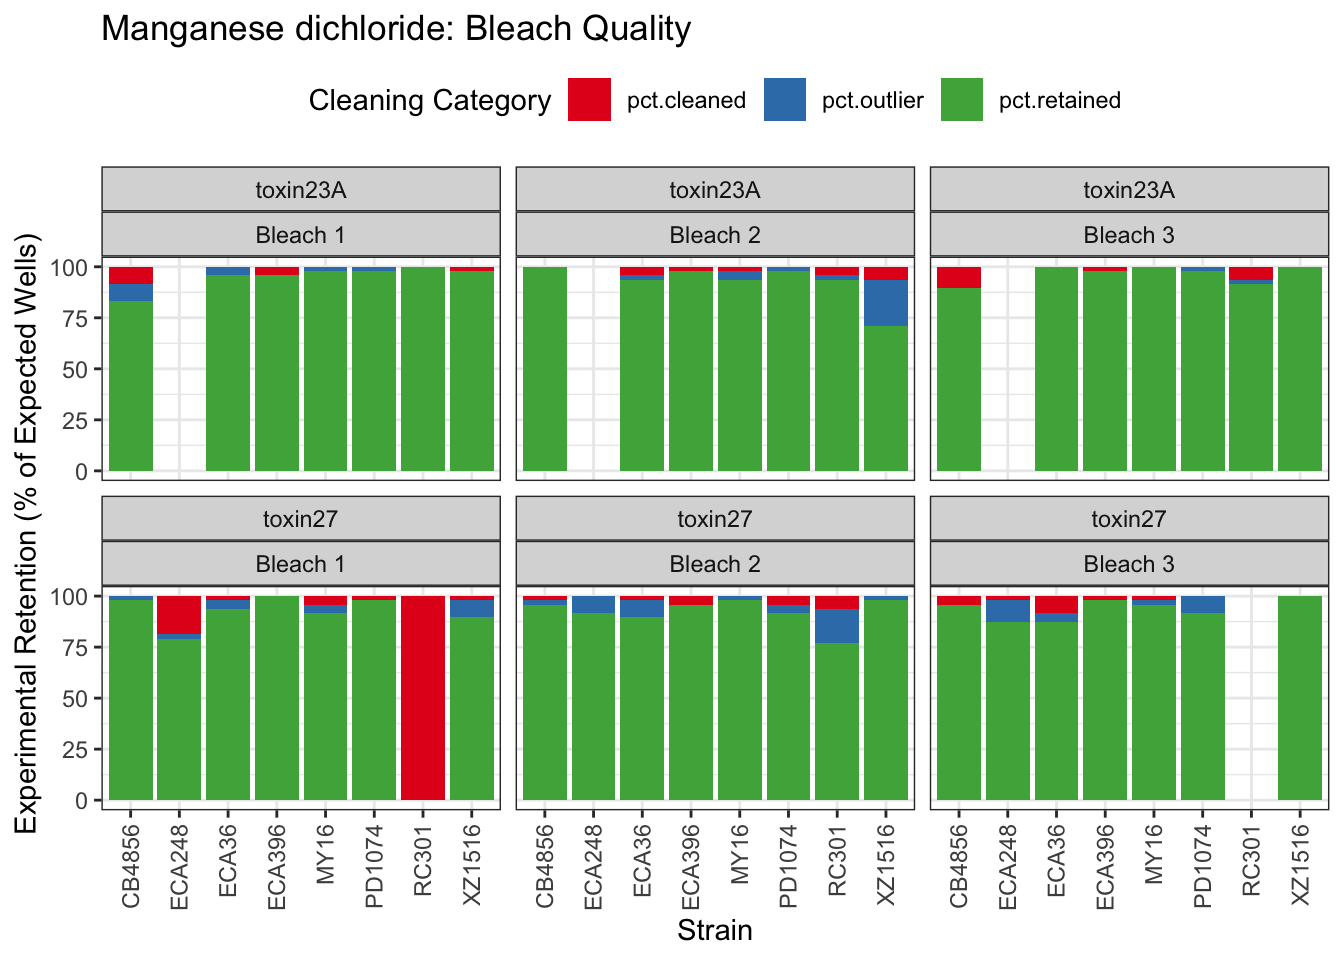 Manganese dichloride: Bleach Quality
Cleaning Category pct.cleaned pct.outlier pct.retained
toxin23A toxin23A toxin23A
Bleach 1 Bleach 2 Bleach 3
100
75
50
25
0
toxin27 toxin27 toxin27
Bleach 1 Bleach 2 Bleach 3
100
75
50
25
0
Experimental Retention (% of Expected Wells)
CB4856 ECA248 ECA36 ECA396 MY16 PD1074 RC301 XZ1516 CB4856 ECA248 ECA36 ECA396 MY16 PD1074 RC301 XZ1516 CB4856 ECA248 ECA36 ECA396 MY16 PD1074 RC301 XZ1516
Strain